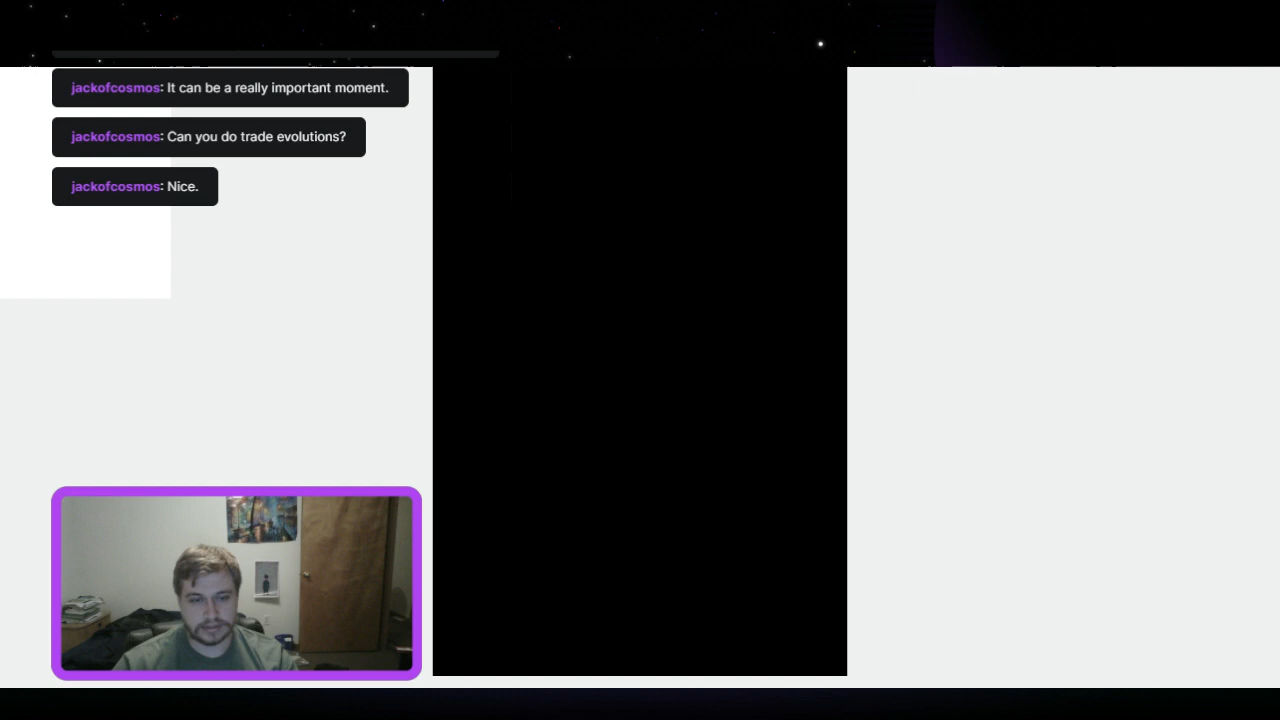 jackofcosmos: It can be a really important moment.
jackofcosmos: Can you do trade evolutions?
jackofcosmos: Nice.